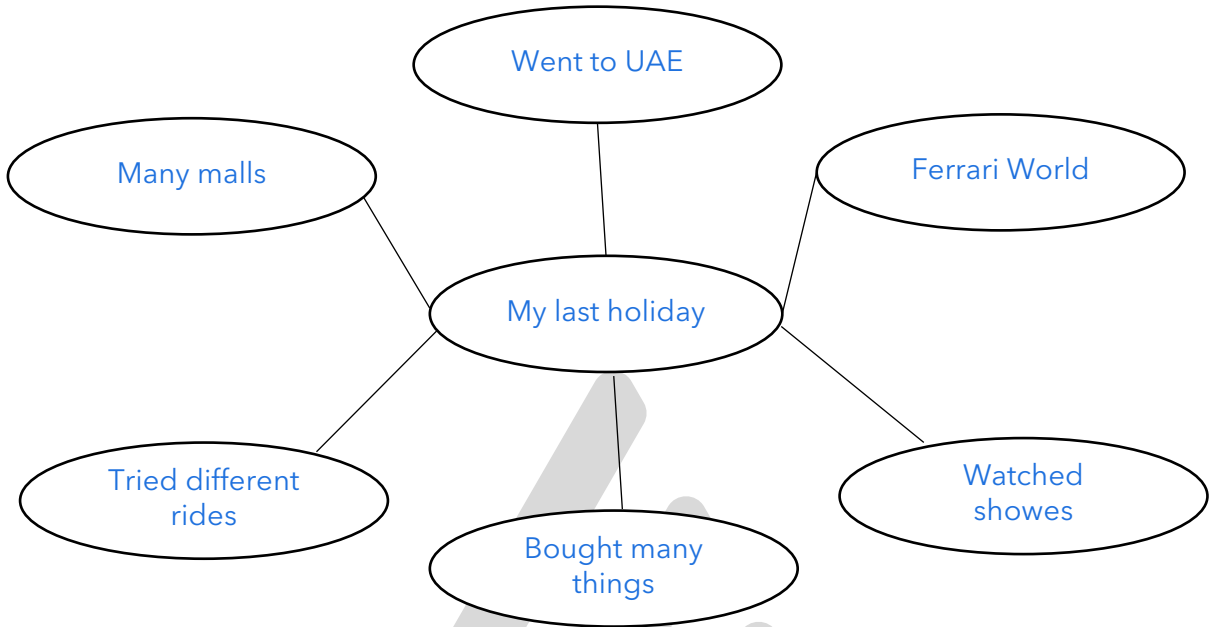 Went to UAE
Many malls
Ferrari World
My last holiday
Tried different
rides
Watched
showes
Bought many
things